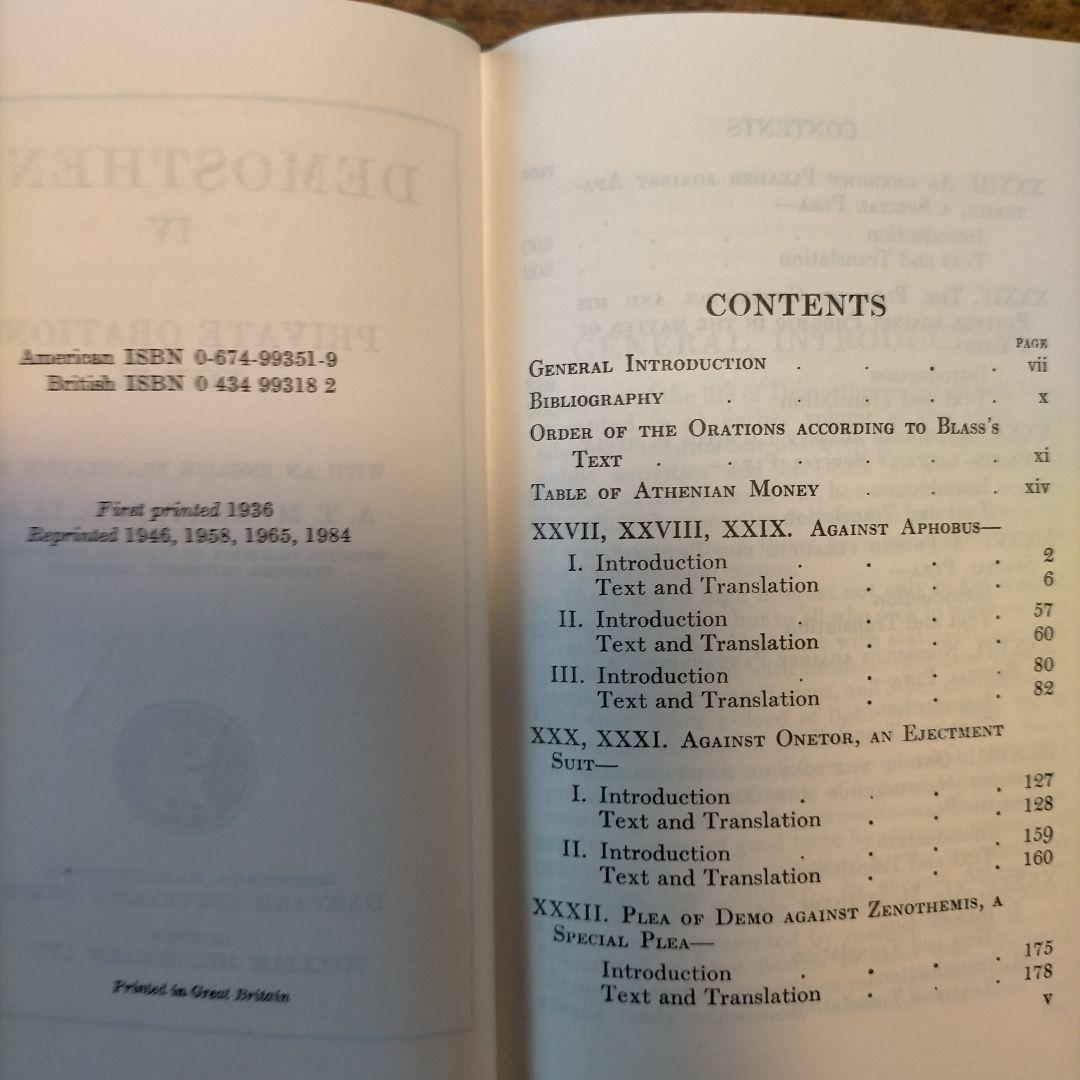 American ISBN 0-674-99351-9
British ISBN 0 434 99318 2
First printed 1936
Reprinted 1946, 1958, 1965, 1984
Printed in Great Britain
CONTENTS
PAGE
General Introduction . . . . vii
Bibliography . . . . . x
Order of the Orations according to Blass's
Text . . . . . . xi
Table of Athenian Money . . . xiv
XXVII, XXVIII, XXIX. Against Aphobus—
I. Introduction . . . . 2
Text and Translation . . . 6
II. Introduction . . . . 57
Text and Translation . . . 60
III. Introduction . . . . 80
Text and Translation . . . 82
XXX, XXXI. Against Onetor, an Ejectment
Suit—
I. Introduction . . . . 127
Text and Translation . . . 128
II. Introduction . . . . 159
Text and Translation . . . 160
XXXII. Plea of Demo against Zenothemis, a
Special Plea—
Introduction . . . . 175
Text and Translation . . . 178
v